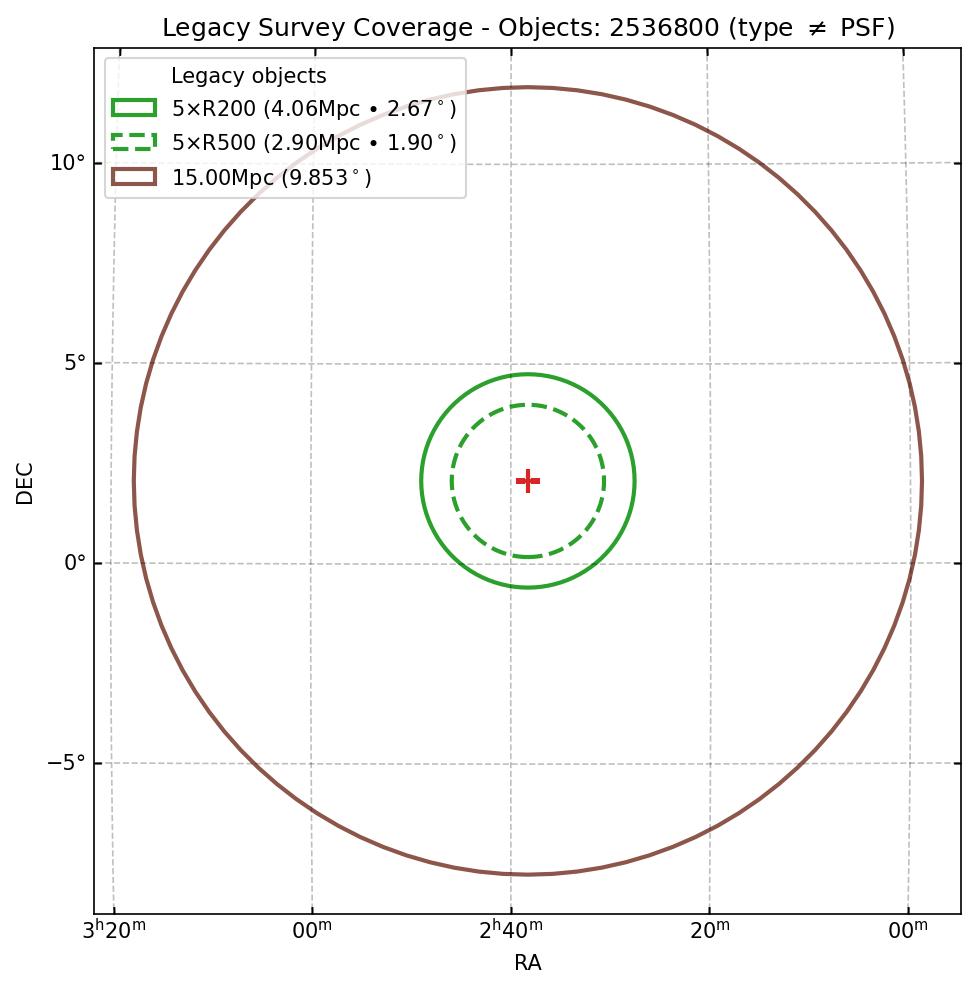 Legacy Survey Coverage - Objects: 2536800 (type ≠ PSF)
Legacy objects
5×R200 (4.06Mpc • 2.67°)
5×R500 (2.90Mpc • 1.90°)
15.00Mpc (9.853°)
10°
5°
0°
−5°
DEC
3ʰ20ᵐ 00ᵐ 2ʰ40ᵐ 20ᵐ 00ᵐ
RA